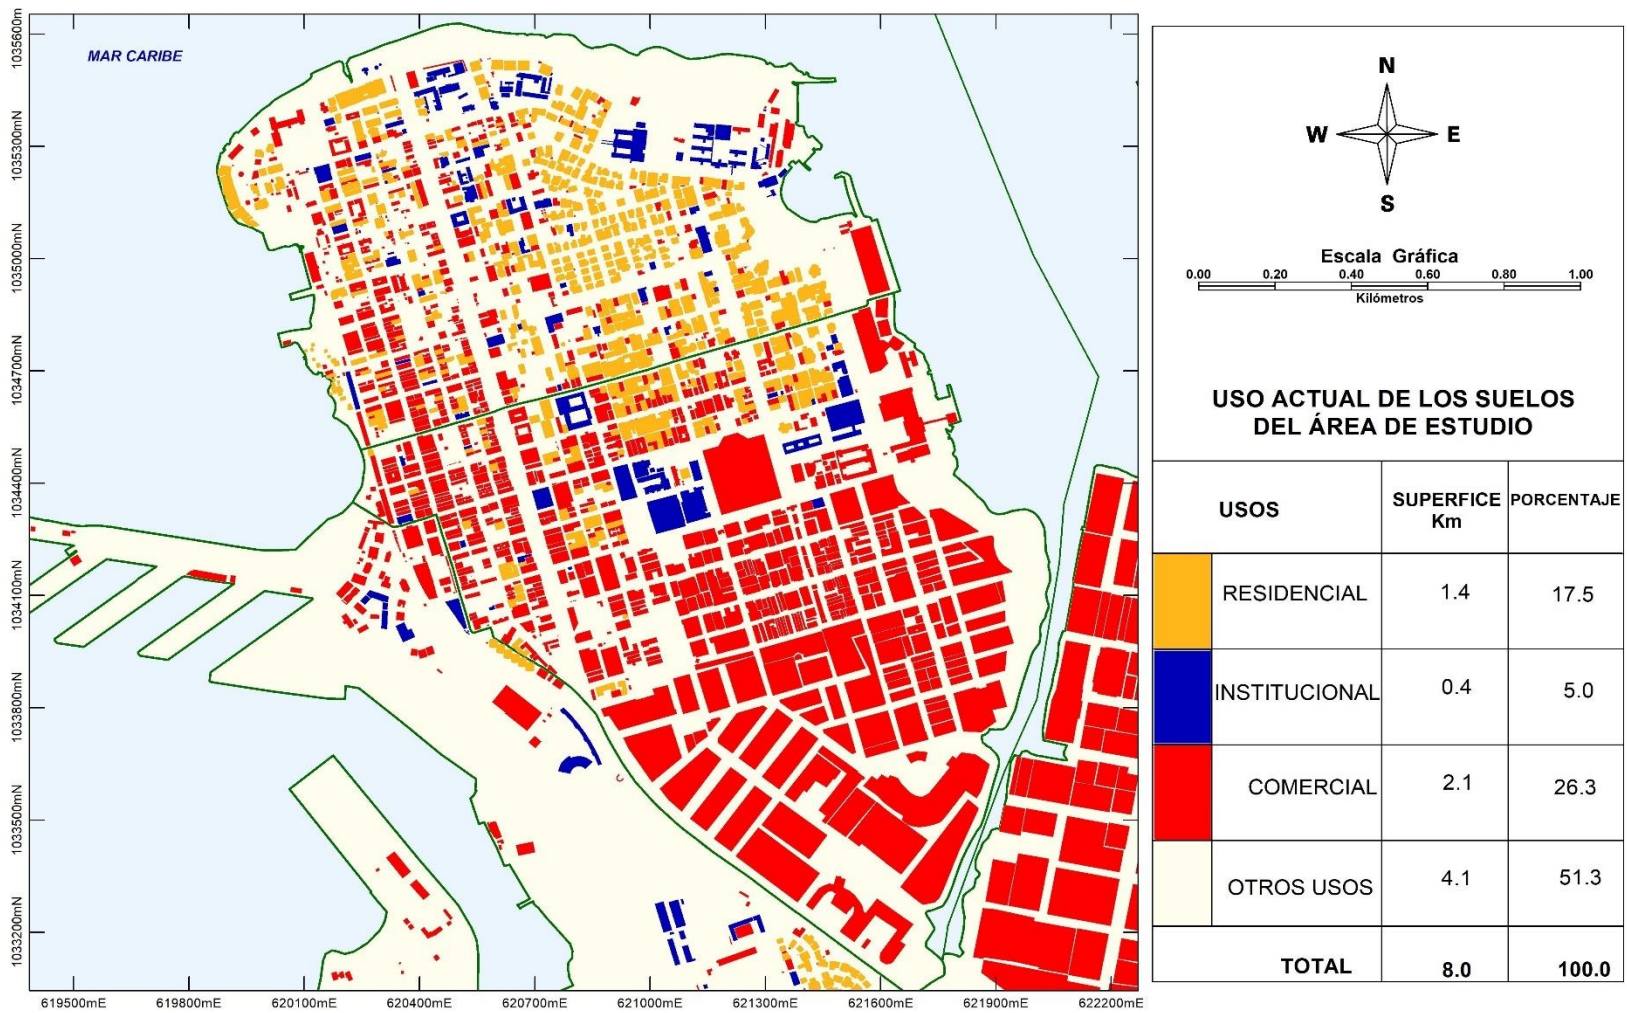 MAR CARIBE
1035600m
1035300mN
1035000mN
1034700mN
1034400mN
1034100mN
1033800mN
1033500mN
1033200mN
619500mE 619800mE 620100mE 620400mE 620700mE 621000mE 621300mE 621600mE 621900mE 622200mE
N
W E
S
Escala Gráfica
0.00 0.20 0.40 0.60 0.80 1.00
Kilómetros
USO ACTUAL DE LOS SUELOS
DEL ÁREA DE ESTUDIO
USOS SUPERFICE Km PORCENTAJE
RESIDENCIAL 1.4 17.5
INSTITUCIONAL 0.4 5.0
COMERCIAL 2.1 26.3
OTROS USOS 4.1 51.3
TOTAL 8.0 100.0